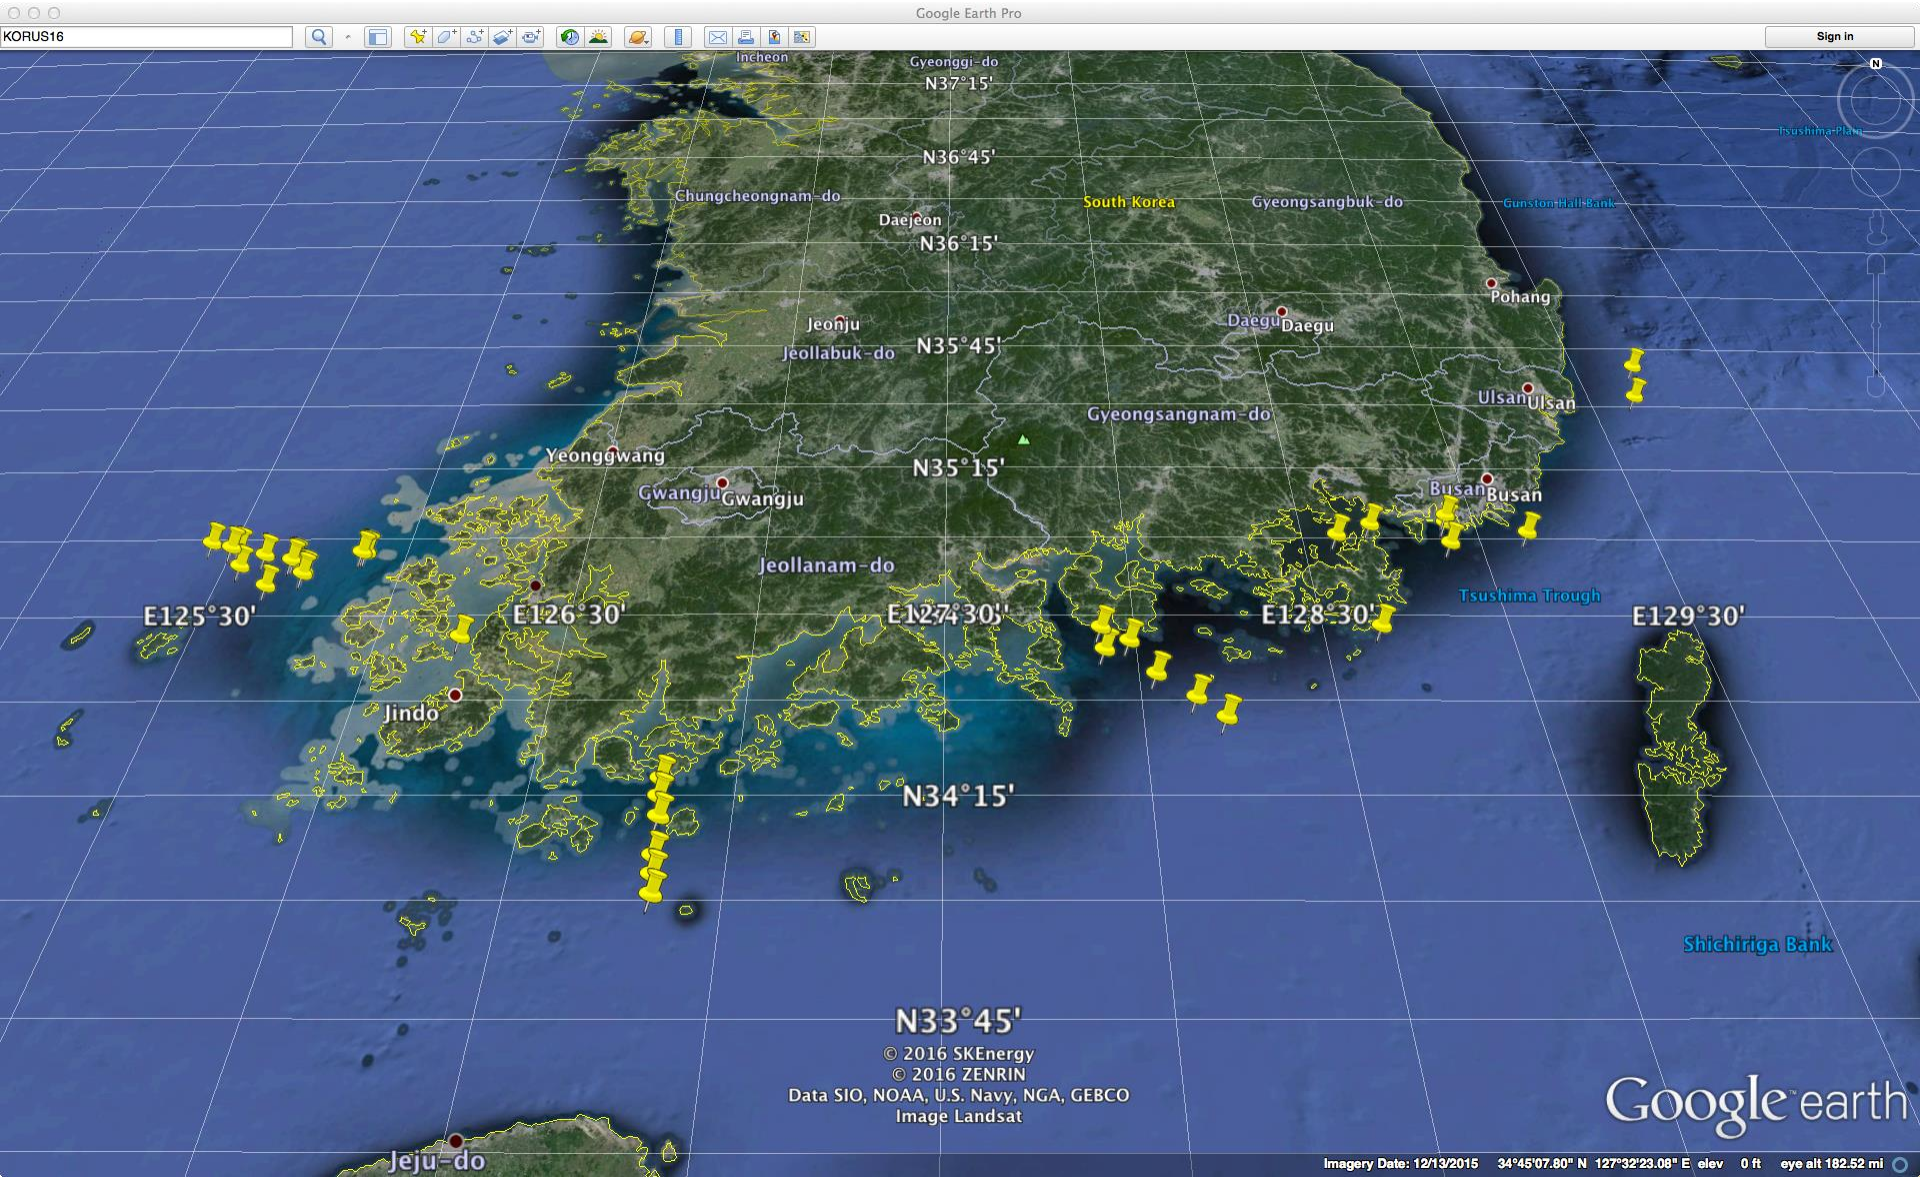 Google Earth Pro
KORUS16
Sign in
Incheon
Gyeonggi-do
N37°15'
N
Tsushima Plain
N36°45'
Chungcheongnam-do
South Korea
Gyeongsangbuk-do
Gunston Hall Bank
Daejeon
N36°15'
Pohang
Jeonju
Daegu
Daegu
Jeollabuk-do
N35°45'
Ulsan
Ulsan
Gyeongsangnam-do
Yeonggwang
N35°15'
Gwangju
Gwangju
Busan
Busan
Jeollanam-do
Tsushima Trough
E125°30'
E126°30'
E127°30'
E128°30'
E129°30'
Jindo
N34°15'
Shichiriga Bank
N33°45'
© 2016 SKEnergy
© 2016 ZENRIN
Data SIO, NOAA, U.S. Navy, NGA, GEBCO
Image Landsat
Google earth
Jeju-do
Imagery Date: 12/13/2015 34°45'07.80" N 127°32'23.08" E elev 0 ft eye alt 182.52 mi